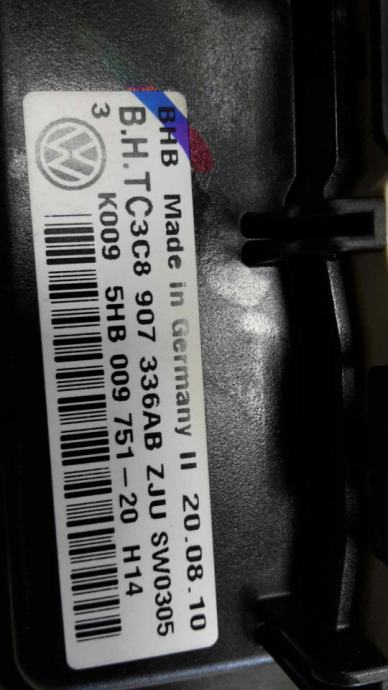 BHB Made in Germany II 20.08.10
B.H.TC3C8 907 336AB ZJU SW0305
3 K009 5HB 009 751-20 H14